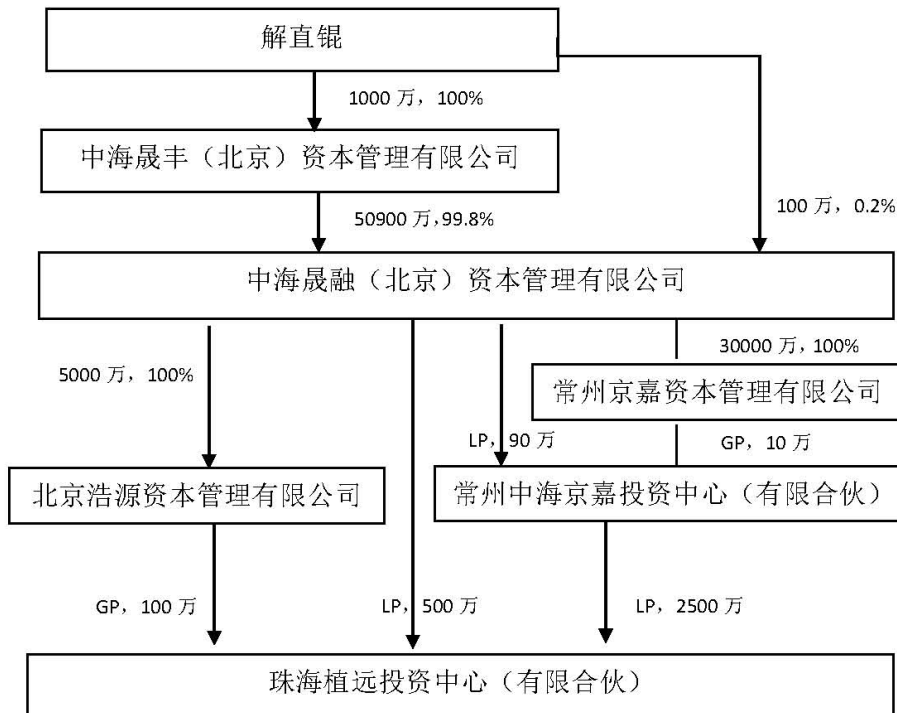 解直锟
1000 万，100%
中海晟丰（北京）资本管理有限公司
50900 万,99.8%
100 万，0.2%
中海晟融（北京）资本管理有限公司
5000 万，100%
30000 万，100%
常州京嘉资本管理有限公司
LP，90 万
GP，10 万
北京浩源资本管理有限公司
常州中海京嘉投资中心（有限合伙）
GP，100 万
LP，500 万
LP，2500 万
珠海植远投资中心（有限合伙）